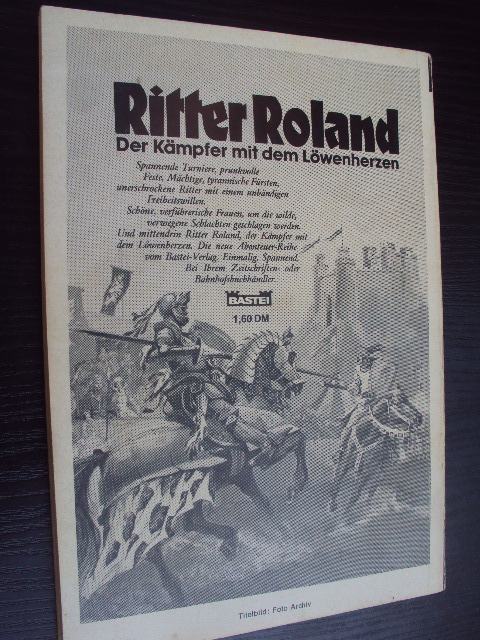 Ritter Roland
Der Kämpfer mit dem Löwenherzen
Spannende Turniere, prunkvolle
Feste, Mächtige, tyrannische Fürsten,
unerschrockene Ritter mit einem unbändigen
Freiheitswillen.
Schöne, verführerische Frauen, um die wilde,
verwegene Schlachten geschlagen werden.
Und mittendrin Ritter Roland, der Kämpfer mit
dem Löwenherzen. Die neue Abenteuer-Reihe
vom Bastei-Verlag. Einmalig. Spannend.
Bei Ihrem Zeitschriften- oder
Bahnhofsbuchhändler.
BASTEI
1,60 DM
Titelbild: Foto Archiv